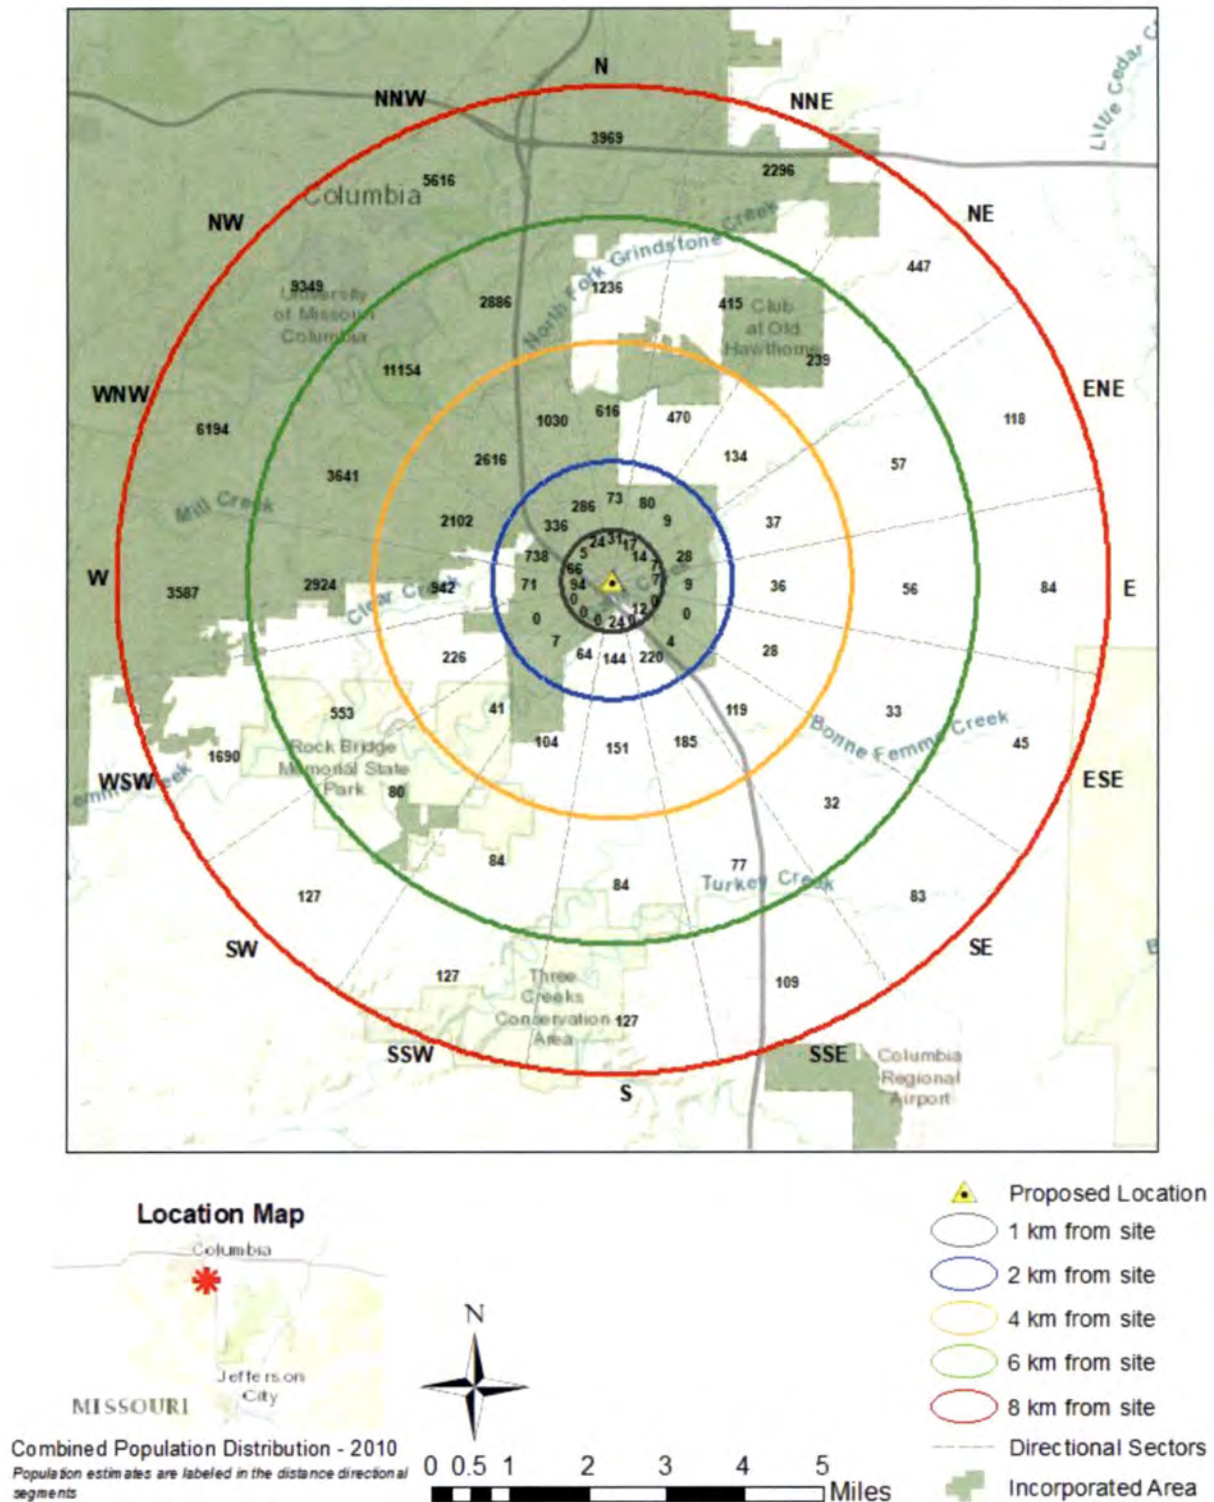 N
NNW
NNE
Little Cedar C
3969
5616
2296
Columbia
NW
NE
447
North Fork Grindstone Creek
9349
2886
1236
415
University
of Missouri
Columbia
Club
at Old
Hawthorne
239
11154
WNW
ENE
6194
1030
616
470
118
3641
2616
134
57
Mill Creek
2102
286
73
80
336
9
37
738
5
24
31
17
14
28
66
7
W
3587
2924
942
71
94
7
9
36
56
84
E
Clear Creek
0
0
0
0
0
0
24
0
12
0
226
7
64
144
220
4
28
553
41
119
33
Bonne Femme Creek
45
1690
Rock Bridge
Memorial State
Park
104
151
185
WSW
ESE
80
32
84
84
77
Turkey Creek
127
83
SW
SE
127
Three
Creeks
Conservation
Area
127
109
SSW
SSE
S
Columbia
Regional
Airport
Location Map
Columbia
Jefferson
City
MISSOURI
Combined Population Distribution - 2010
Population estimates are labeled in the distance directional
segments
N
0 0.5 1 2 3 4 5
Miles
Proposed Location
1 km from site
2 km from site
4 km from site
6 km from site
8 km from site
Directional Sectors
Incorporated Area